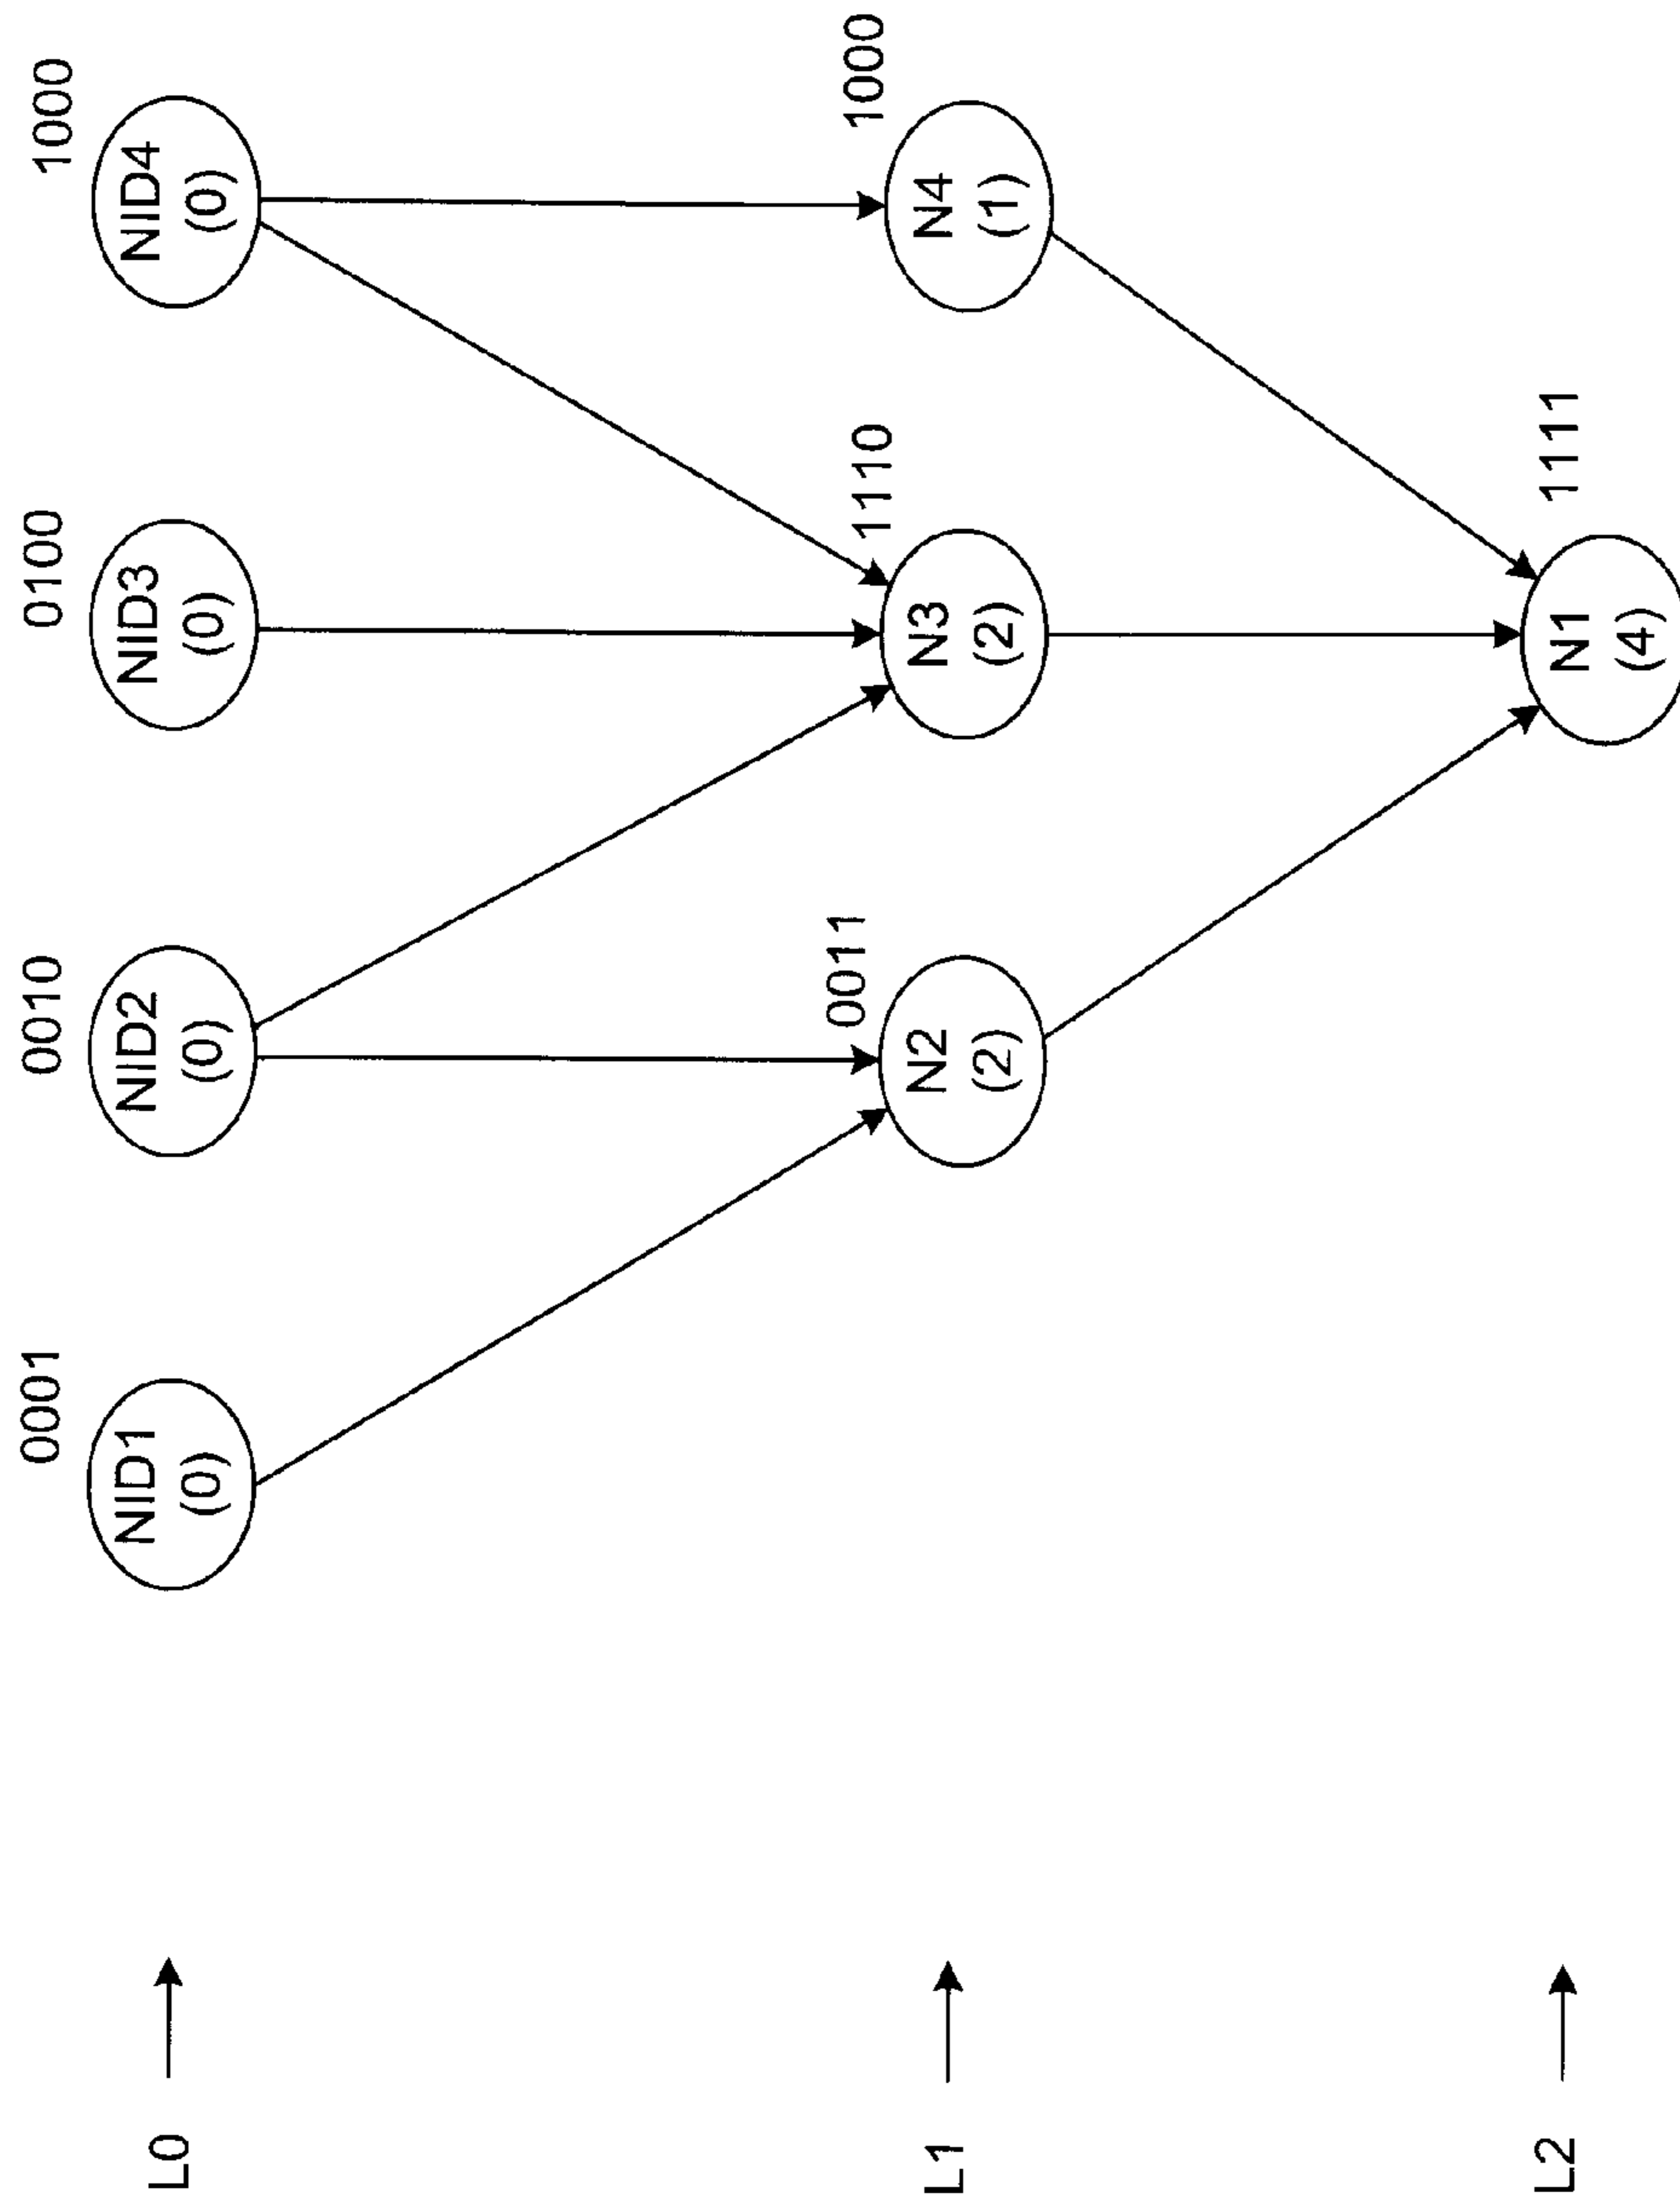 L0
0001
NID1
(0)
0010
NID2
(0)
0100
NID3
(0)
1000
NID4
(0)
L1
0011
N2
(2)
1110
N3
(2)
1000
N4
(1)
L2
1111
N1
(4)